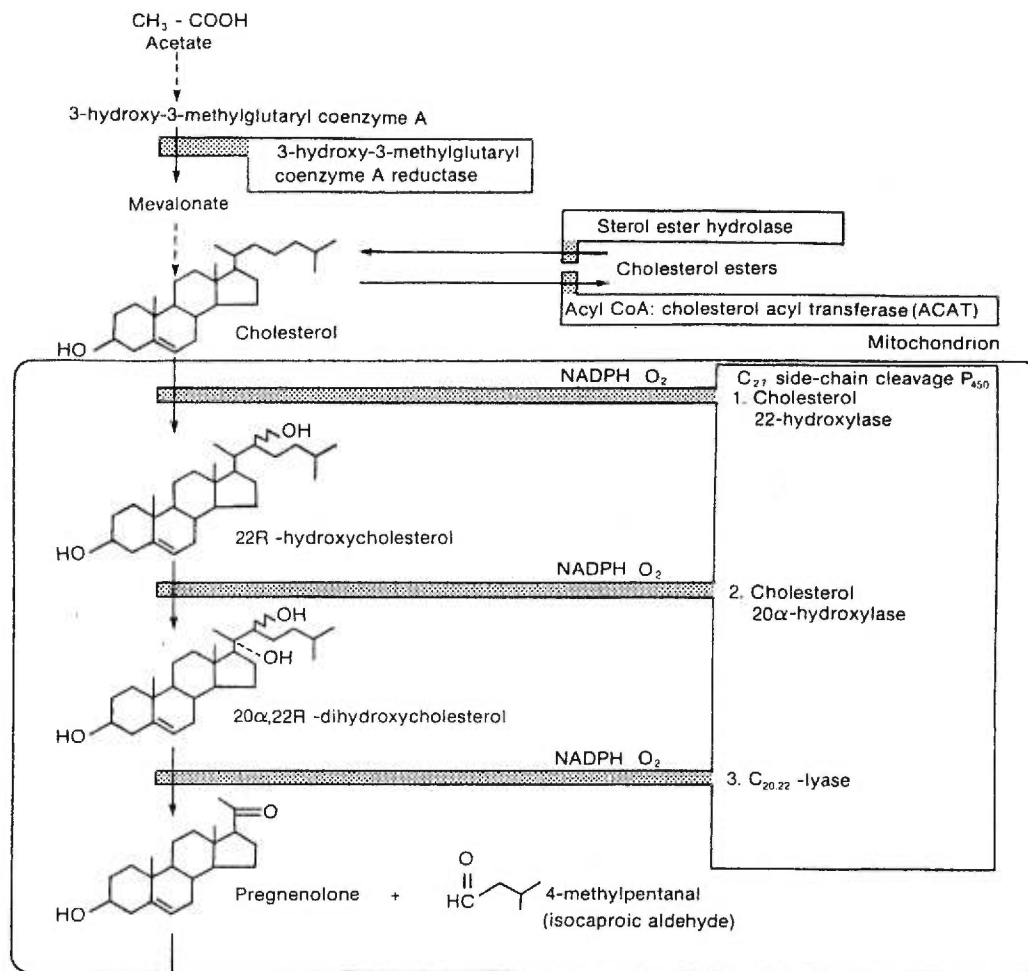 CH₃ - COOH
Acetate
3-hydroxy-3-methylglutaryl coenzyme A
3-hydroxy-3-methylglutaryl
coenzyme A reductase
Mevalonate
Sterol ester hydrolase
Cholesterol esters
Acyl CoA: cholesterol acyl transferase (ACAT)
Cholesterol
HO
Mitochondrion
NADPH O₂
C₂₇ side-chain cleavage P₄₅₀
1. Cholesterol
22-hydroxylase
OH
HO
22R -hydroxycholesterol
NADPH O₂
2. Cholesterol
20α-hydroxylase
OH
OH
HO
20α,22R -dihydroxycholesterol
NADPH O₂
3. C₂₀.₂₂ -lyase
O
HO
Pregnenolone
+
O
HC
4-methylpentanal
(isocaproic aldehyde)